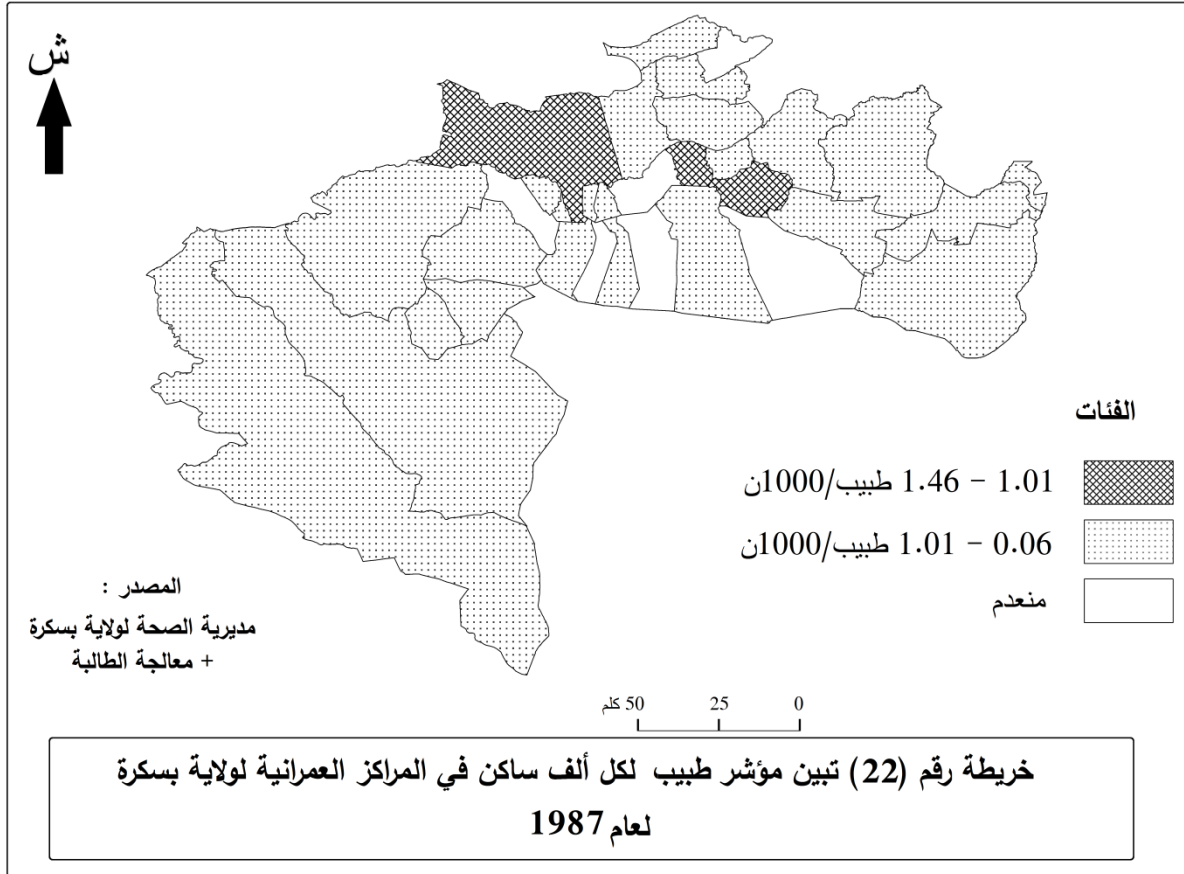 ش
الفئات
1.01 - 1.46 طبيب/1000ن
0.06 - 1.01 طبيب/1000ن
منعدم
المصدر :
مديرية الصحة لولاية بسكرة
+ معالجة الطالبة
0 25 50 كلم
خريطة رقم (22) تبين مؤشر طبيب لكل ألف ساكن في المراكز العمرانية لولاية بسكرة
لعام 1987